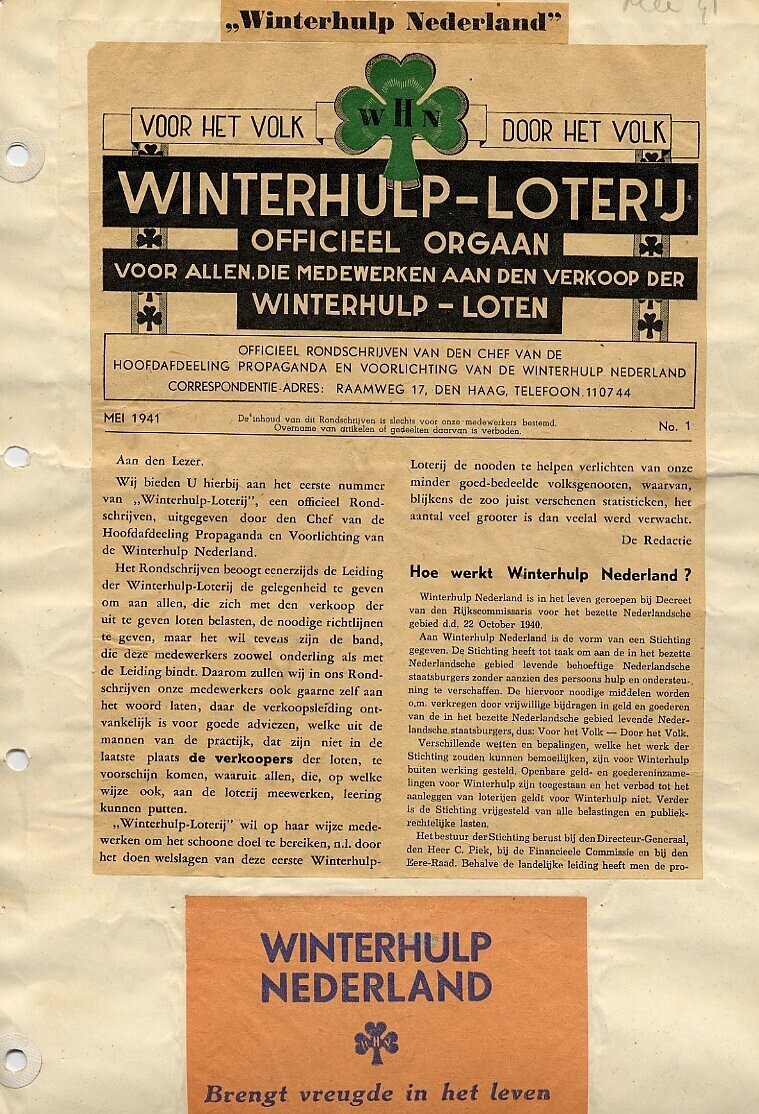 „Winterhulp Nederland”
Mei 41
VOOR HET VOLK
WHN
DOOR HET VOLK
WINTERHULP-LOTERIJ
OFFICIEEL ORGAAN
VOOR ALLEN, DIE MEDEWERKEN AAN DEN VERKOOP DER
WINTERHULP - LOTEN
OFFICIEEL RONDSCHRIJVEN VAN DEN CHEF VAN DE
HOOFDAFDEELING PROPAGANDA EN VOORLICHTING VAN DE WINTERHULP NEDERLAND
CORRESPONDENTIE-ADRES: RAAMWEG 17, DEN HAAG, TELEFOON. 110744
MEI 1941
De inhoud van dit Rondschrijven is slechts voor onze medewerkers bestemd.
Overname van artikelen of gedeelten daarvan is verboden.
No. 1
Aan den Lezer.
Wij bieden U hierbij aan het eerste nummer
van „Winterhulp-Loterij”, een officieel Rond-
schrijven, uitgegeven door den Chef van de
Hoofdafdeeling Propaganda en Voorlichting van
de Winterhulp Nederland.
Het Rondschrijven beoogt eenerzijds de Leiding
der Winterhulp-Loterij de gelegenheid te geven
om aan allen, die zich met den verkoop der
uit te geven loten belasten, de noodige richtlijnen
te geven, maar het wil tevens zijn de band,
die deze medewerkers zoowel onderling als met
de Leiding bindt. Daarom zullen wij in ons Rond-
schrijven onze medewerkers ook gaarne zelf aan
het woord laten, daar de verkoopsleiding ont-
vankelijk is voor goede adviezen, welke uit de
mannen van de practijk, dat zijn niet in de
laatste plaats de verkoopers der loten, te
voorschijn komen, waaruit allen, die, op welke
wijze ook, aan de loterij meewerken, leering
kunnen putten.
„Winterhulp-Loterij” wil op haar wijze mede-
werken om het schoone doel te bereiken, n.l. door
het doen welslagen van deze eerste Winterhulp-
Loterij de nooden te helpen verlichten van onze
minder goed-bedeelde volksgenooten, waarvan,
blijkens de zoo juist verschenen statistieken, het
aantal veel grooter is dan veelal werd verwacht.
De Redactie
Hoe werkt Winterhulp Nederland ?
Winterhulp Nederland is in het leven geroepen bij Decreet
van den Rijkscommissaris voor het bezette Nederlandsche
gebied d.d. 22 October 1940.
Aan Winterhulp Nederland is de vorm van een Stichting
gegeven. De Stichting heeft tot taak om aan de in het bezette
Nederlandsche gebied levende behoeftige Nederlandsche
staatsburgers zonder aanzien des persoons hulp en ondersteu-
ning te verschaffen. De hiervoor noodige middelen worden
o.m. verkregen door vrijwillige bijdragen in geld en goederen
van de in het bezette Nederlandsch gebied levende Neder-
landsche staatsburgers, dus: Voor het Volk — Door het Volk.
Verschillende wetten en bepalingen, welke het werk der
Stichting zouden kunnen bemoeilijken, zijn voor Winterhulp
buiten werking gesteld. Openbare geld- en goedereninzame-
lingen voor Winterhulp zijn toegestaan en het verbod tot het
aanleggen van loterijen geldt voor Winterhulp niet. Verder
is de Stichting vrijgesteld van alle belastingen en publiek-
rechtelijke lasten.
Het bestuur der Stichting berust bij den Directeur-Generaal,
den Heer C. Piek, bij de Financieele Commissie en bij den
Eere-Raad. Behalve de landelijke leiding heeft men de pro-
WINTERHULP
NEDERLAND
WHN
Brengt vreugde in het leven